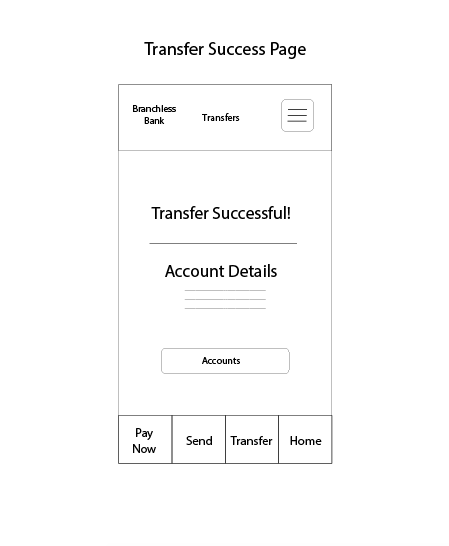 Transfer Success Page
Branchless
Bank
Transfers
Transfer Successful!
Account Details
Accounts
Pay
Now
Send
Transfer
Home